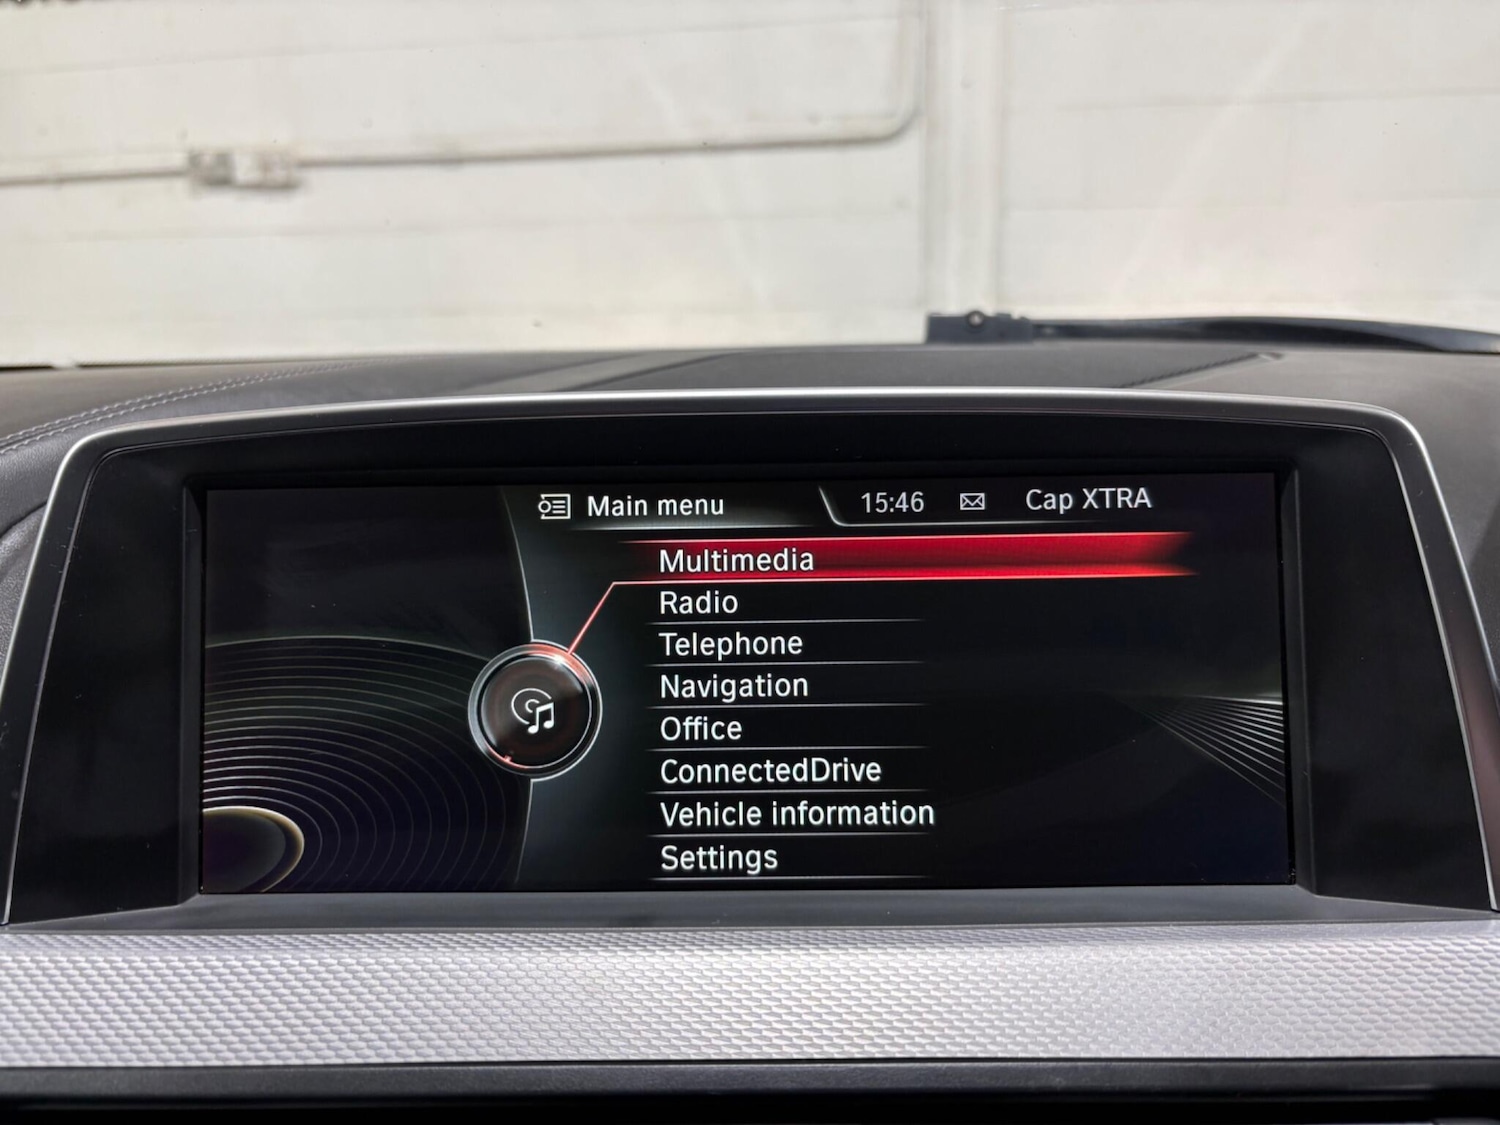 Main menu 15:46 Cap XTRA
Multimedia
Radio
Telephone
Navigation
Office
ConnectedDrive
Vehicle information
Settings